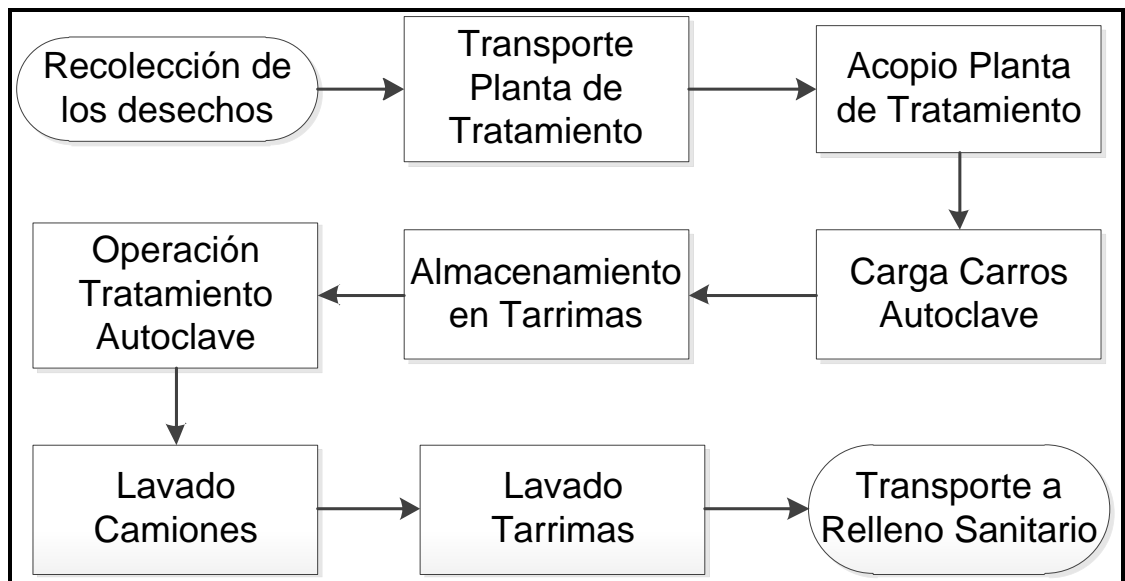 Recolección de
los desechos
Transporte
Planta de
Tratamiento
Acopio Planta
de Tratamiento
Carga Carros
Autoclave
Almacenamiento
en Tarrimas
Operación
Tratamiento
Autoclave
Lavado
Camiones
Lavado
Tarrimas
Transporte a
Relleno Sanitario